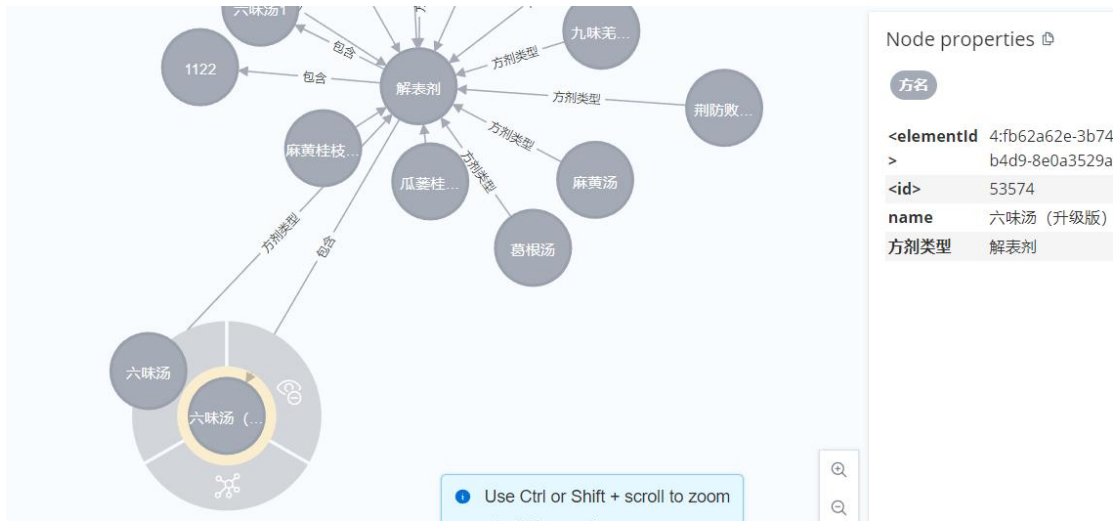 六味汤1
九味羌...
1122
包含
包含
方剂类型
解表剂
方剂类型
荆防败...
麻黄桂枝...
方剂类型
瓜蒌桂...
方剂类型
麻黄汤
葛根汤
方剂类型
包含
六味汤
六味汤（...
Use Ctrl or Shift + scroll to zoom
Node properties
方名
<elementId 4:fb62a62e-3b74
> b4d9-8e0a3529a
<id> 53574
name 六味汤（升级版）
方剂类型 解表剂